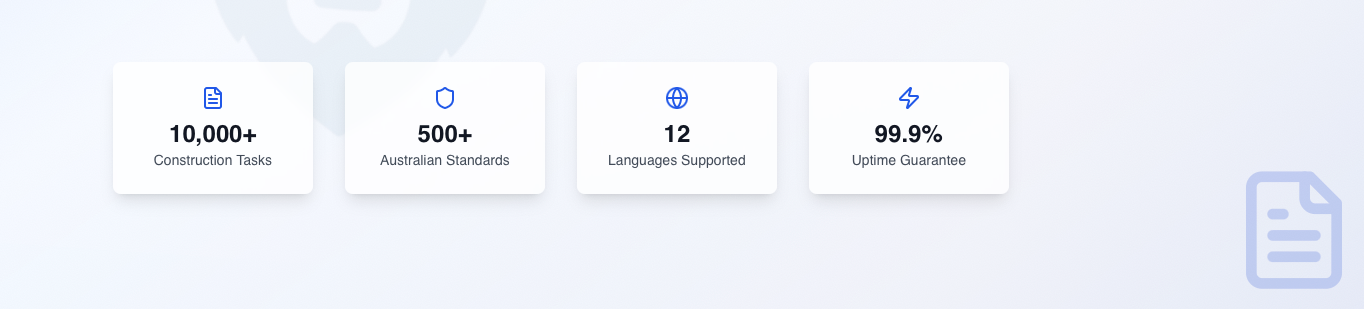 10,000+
Construction Tasks
500+
Australian Standards
12
Languages Supported
99.9%
Uptime Guarantee